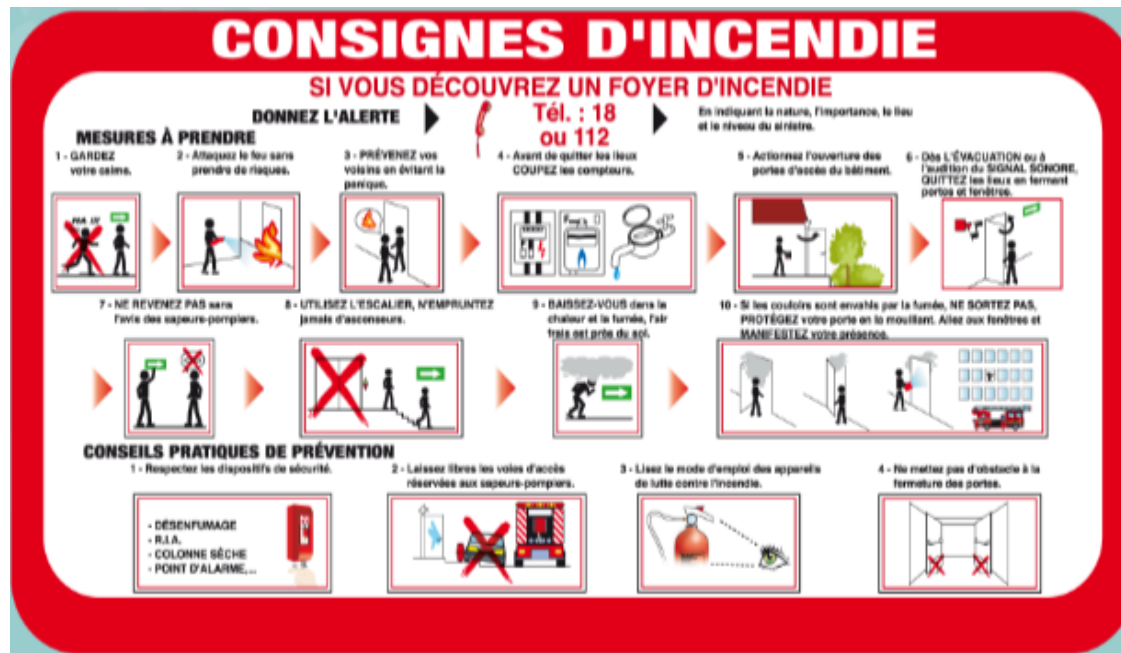 CONSIGNES D'INCENDIE
SI VOUS DÉCOUVREZ UN FOYER D'INCENDIE
DONNEZ L'ALERTE
Tél. : 18
ou 112
En indiquant la nature, l'importance, le lieu
et le niveau du sinistre.
MESURES À PRENDRE
1 - GARDEZ
votre calme.
2 - Attaquez le feu sans
prendre de risques.
3 - PRÉVENEZ vos
voisins en évitant la
panique.
4 - Avant de quitter les lieux
COUPEZ les compteurs.
5 - Actionnez l'ouverture des
portes d'accès du bâtiment.
6 - Dès L'ÉVACUATION ou à
l'audition du SIGNAL SONORE,
QUITTEZ les lieux en fermant
portes et fenêtres.
7 - NE REVENEZ PAS sans
l'avis des sapeurs-pompiers.
8 - UTILISEZ L'ESCALIER, N'EMPRUNTEZ
jamais d'ascenseurs.
9 - BAISSEZ-VOUS dans la
chaleur et la fumée, l'air
frais est près du sol.
10 - Si les couloirs sont envahis par la fumée, NE SORTEZ PAS,
PROTÉGEZ votre porte en la mouillant. Allez aux fenêtres et
MANIFESTEZ votre présence.
CONSEILS PRATIQUES DE PRÉVENTION
1 - Respectez les dispositifs de sécurité.
- DÉSENFUMAGE
- R.I.A.
- COLONNE SÈCHE
- POINT D'ALARME,...
2 - Laissez libres les voies d'accès
réservées aux sapeurs-pompiers.
3 - Lisez le mode d'emploi des appareils
de lutte contre l'incendie.
4 - Ne mettez pas d'obstacle à la
fermeture des portes.